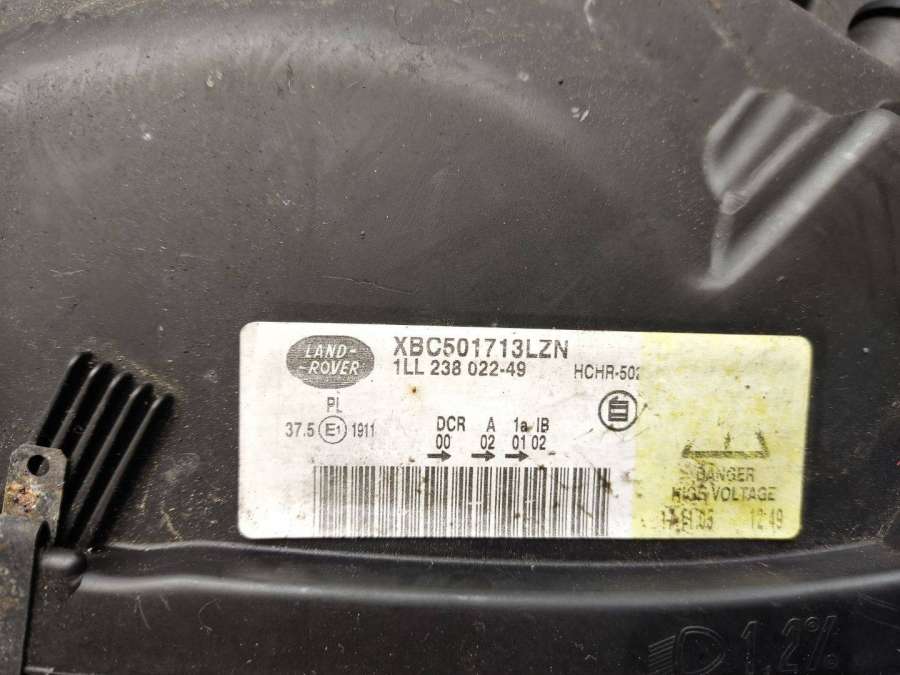 LAND-
-ROVER
XBC501713LZN
1LL 238 022-49
HCHR-502
PL
37.5 E1 1911
DCR A 1a IB
00 02 01 02 -
DANGER
HIGH VOLTAGE
12:49
1.2%